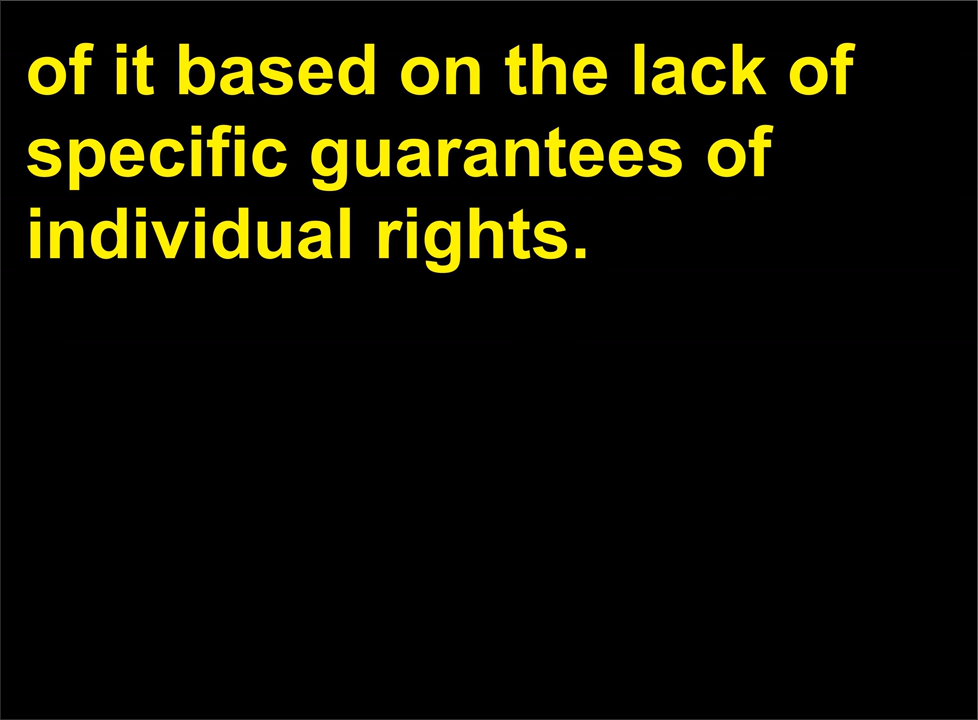 of it based on the lack of
specific guarantees of
individual rights.